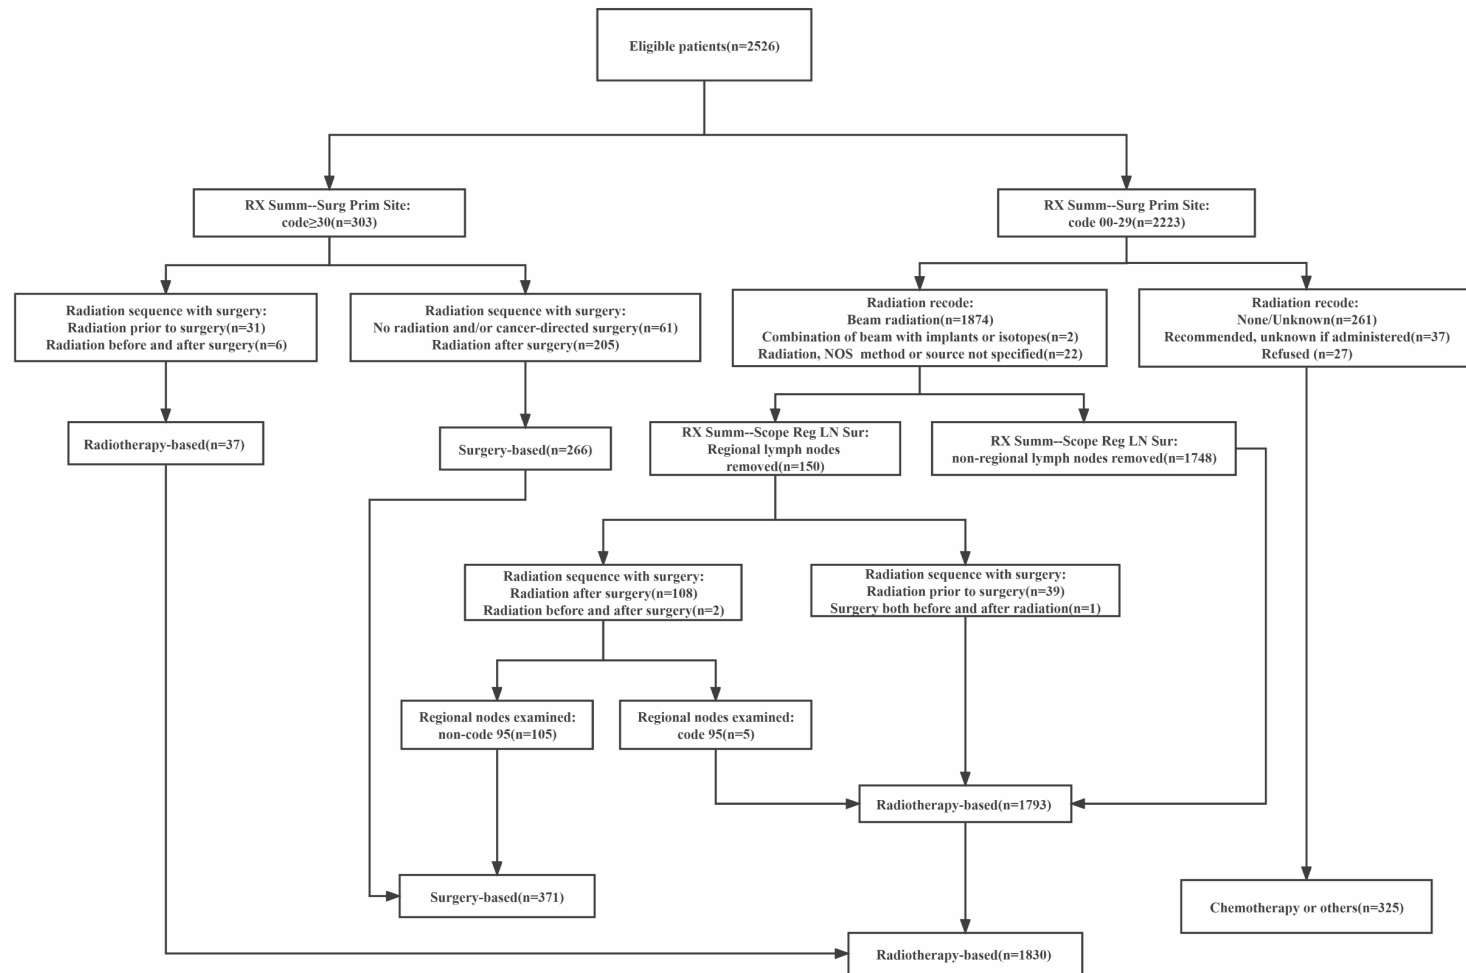 Eligible patients(n=2526)
RX Summ--Surg Prim Site:
code≥30(n=303)
RX Summ--Surg Prim Site:
code 00-29(n=2223)
Radiation sequence with surgery:
Radiation prior to surgery(n=31)
Radiation before and after surgery(n=6)
Radiation sequence with surgery:
No radiation and/or cancer-directed surgery(n=61)
Radiation after surgery(n=205)
Radiation recode:
Beam radiation(n=1874)
Combination of beam with implants or isotopes(n=2)
Radiation, NOS method or source not specified(n=22)
Radiation recode:
None/Unknown(n=261)
Recommended, unknown if administered(n=37)
Refused (n=27)
Radiotherapy-based(n=37)
Surgery-based(n=266)
RX Summ--Scope Reg LN Sur:
Regional lymph nodes
removed(n=150)
RX Summ--Scope Reg LN Sur:
non-regional lymph nodes removed(n=1748)
Radiation sequence with surgery:
Radiation after surgery(n=108)
Radiation before and after surgery(n=2)
Radiation sequence with surgery:
Radiation prior to surgery(n=39)
Surgery both before and after radiation(n=1)
Regional nodes examined:
non-code 95(n=105)
Regional nodes examined:
code 95(n=5)
Radiotherapy-based(n=1793)
Surgery-based(n=371)
Chemotherapy or others(n=325)
Radiotherapy-based(n=1830)